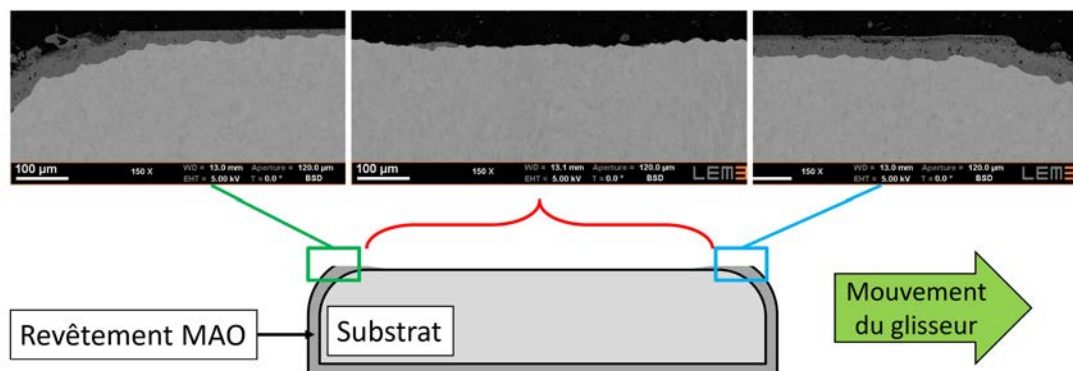 100 µm
150 X
WD = 13.0 mm Aperture = 120.0 µm
EHT = 5.00 kV T = 0.0 ° BSD
100 µm
150 X
WD = 13.1 mm Aperture = 120.0 µm
EHT = 5.00 kV T = 0.0 ° BSD
LEM3
150 X
WD = 13.0 mm Aperture = 120.0 µm
EHT = 5.00 kV T = 0.0 ° BSD
LEM3
Revêtement MAO
Substrat
Mouvement
du glisseur